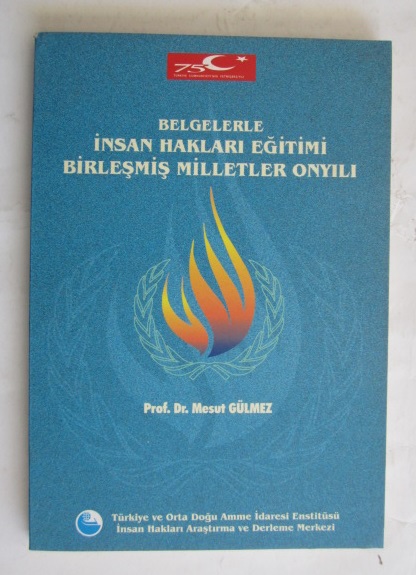 75
BELGELERLE
İNSAN HAKLARI EĞİTİMİ
BİRLEŞMİŞ MİLLETLER ONYILI
Prof. Dr. Mesut GÜLMEZ
Türkiye ve Orta Doğu Amme İdaresi Enstitüsü
İnsan Hakları Araştırma ve Derleme Merkezi